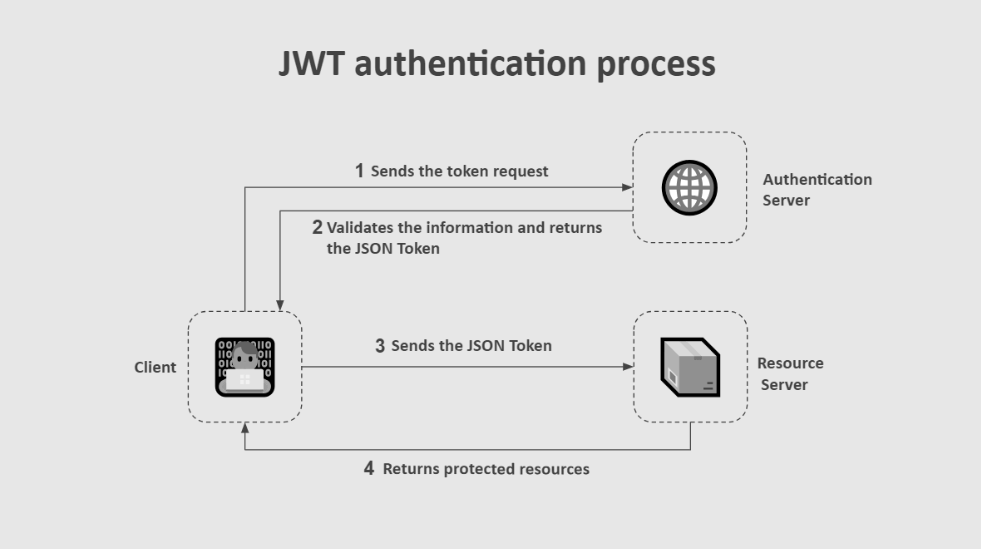 JWT authentication process
1 Sends the token request
Authentication
Server
2 Validates the information and returns
the JSON Token
Client
3 Sends the JSON Token
Resource
Server
4 Returns protected resources